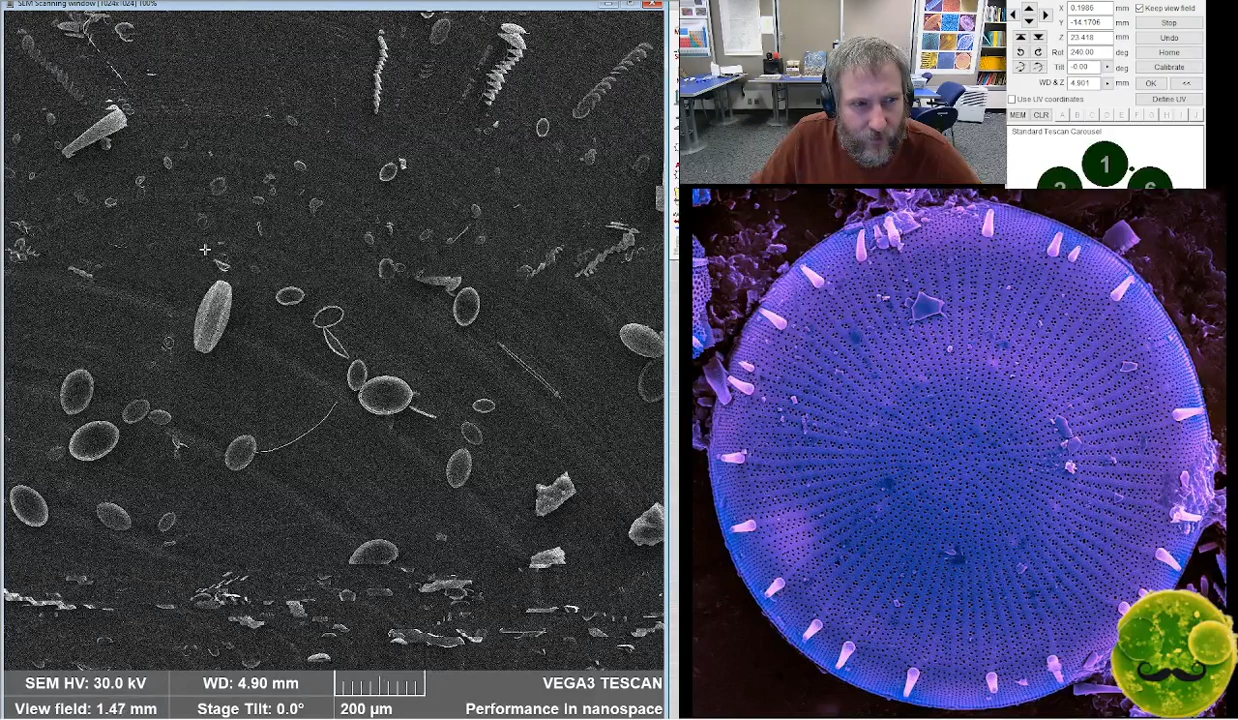 SEM Scanning window [1024x1024] 100%
SEM HV: 30.0 kV
WD: 4.90 mm
VEGA3 TESCAN
View field: 1.47 mm
Stage Tilt: 0.0°
200 µm
Performance in nanospace
X 0.1986 mm Keep view field
Y -14.1706 mm Stop
Z 23.418 mm Undo
Rot 240.00 deg Home
Tilt -0.00 deg Calibrate
WD & Z 4.901 mm OK <<
Use UV coordinates Define UV
MEM CLR A B C D E F G H I J
Standard Tescan Carousel
1
2 6